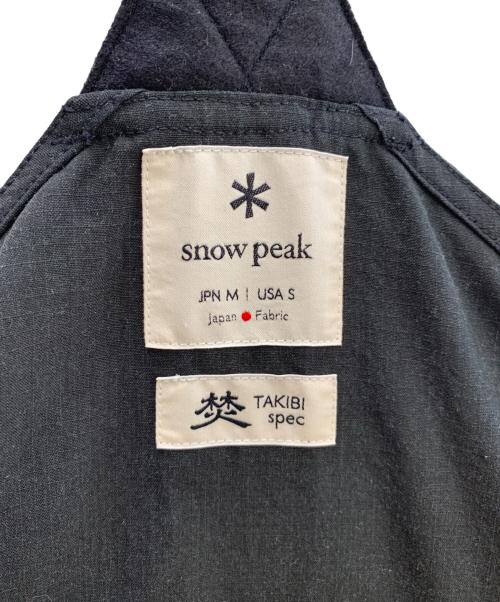 snow peak
JPN M | USA S
Japan Fabric
焚 TAKIBI
spec